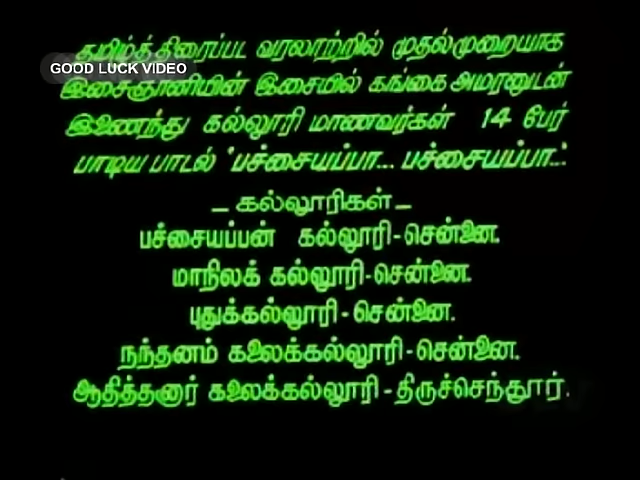 தமிழ்த் திரைப்பட வரலாற்றில் முதல்முறையாக
GOOD LUCK VIDEO
இசைஞானியின் இசையில் கங்கை அமரனுடன்
இணைந்து கல்லூரி மாணவர்கள் 14 பேர்
பாடிய பாடல் "பச்சையப்பா... பச்சையப்பா..."
– கல்லூரிகள் –
பச்சையப்பன் கல்லூரி - சென்னை.
மாநிலக் கல்லூரி - சென்னை.
புதுக்கல்லூரி - சென்னை.
நந்தனம் கலைக்கல்லூரி - சென்னை.
ஆதித்தனார் கலைக்கல்லூரி - திருச்செந்தூர்.